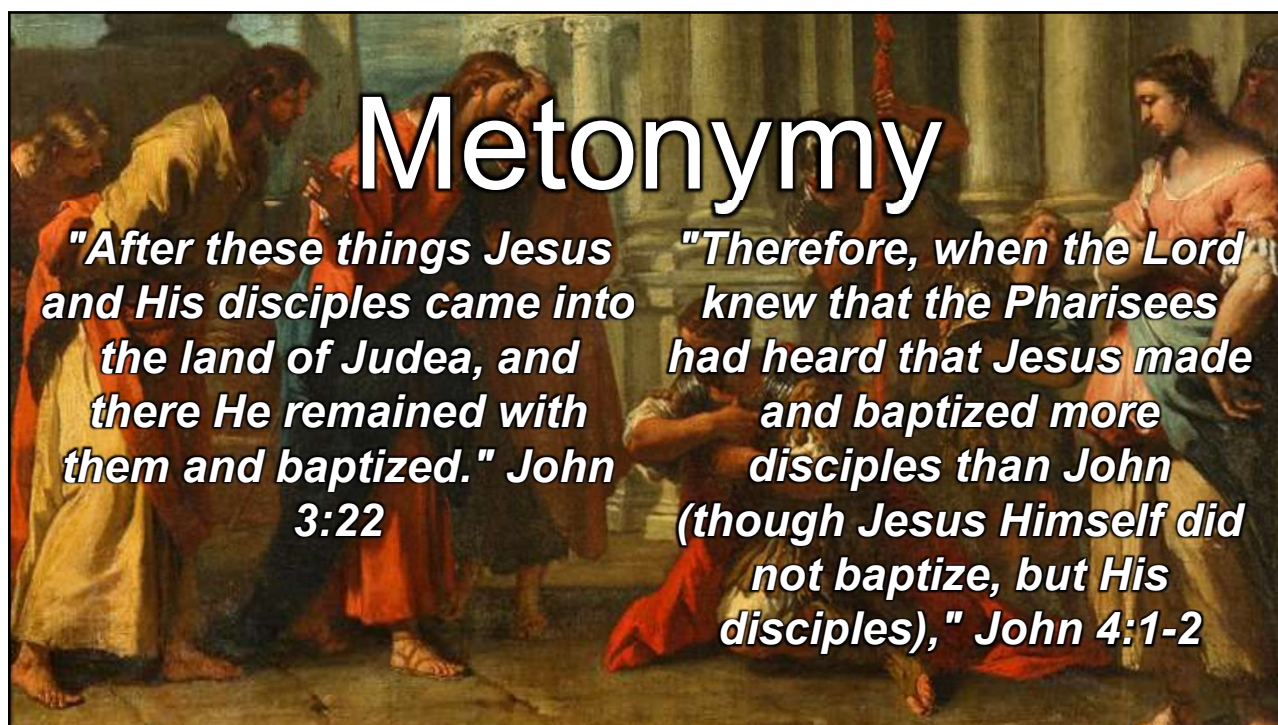 Metonymy
"After these things Jesus
and His disciples came into
the land of Judea, and
there He remained with
them and baptized." John
3:22
"Therefore, when the Lord
knew that the Pharisees
had heard that Jesus made
and baptized more
disciples than John
(though Jesus Himself did
not baptize, but His
disciples)," John 4:1-2